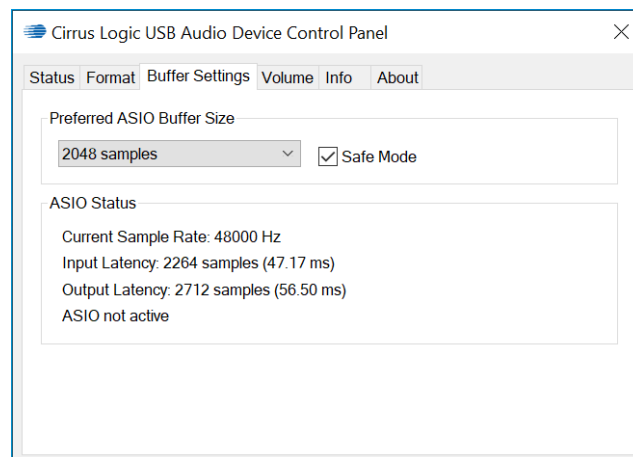 Cirrus Logic USB Audio Device Control Panel
Status Format Buffer Settings Volume Info About
Preferred ASIO Buffer Size
2048 samples Safe Mode
ASIO Status
Current Sample Rate: 48000 Hz
Input Latency: 2264 samples (47.17 ms)
Output Latency: 2712 samples (56.50 ms)
ASIO not active